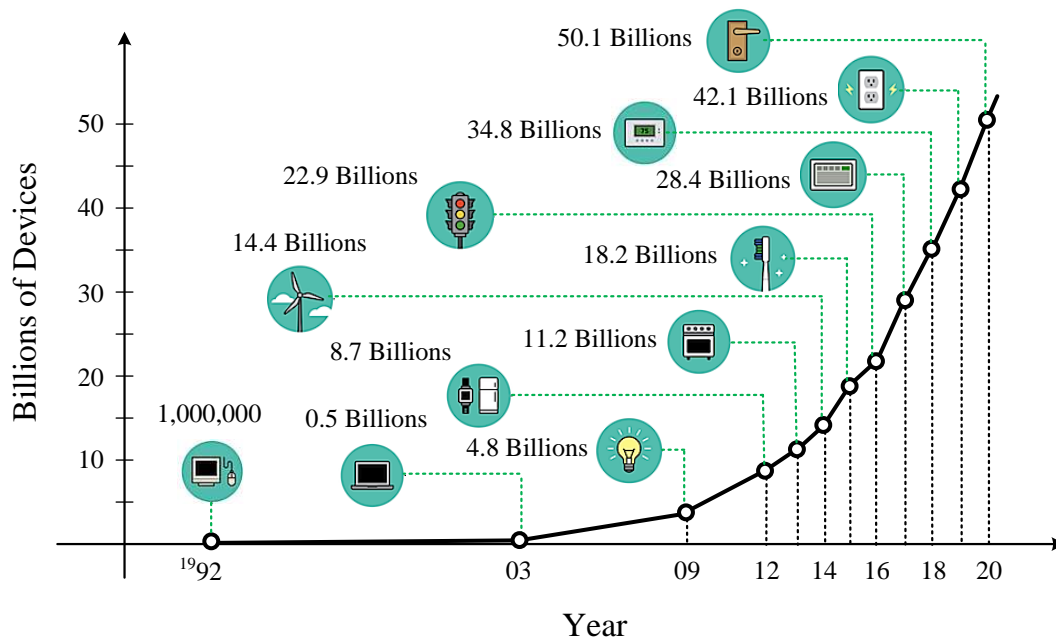 50.1 Billions
42.1 Billions
34.8 Billions
28.4 Billions
22.9 Billions
18.2 Billions
14.4 Billions
11.2 Billions
8.7 Billions
4.8 Billions
0.5 Billions
1,000,000
75
Billions of Devices
50
40
30
20
10
1992
03
09
12
14
16
18
20
Year